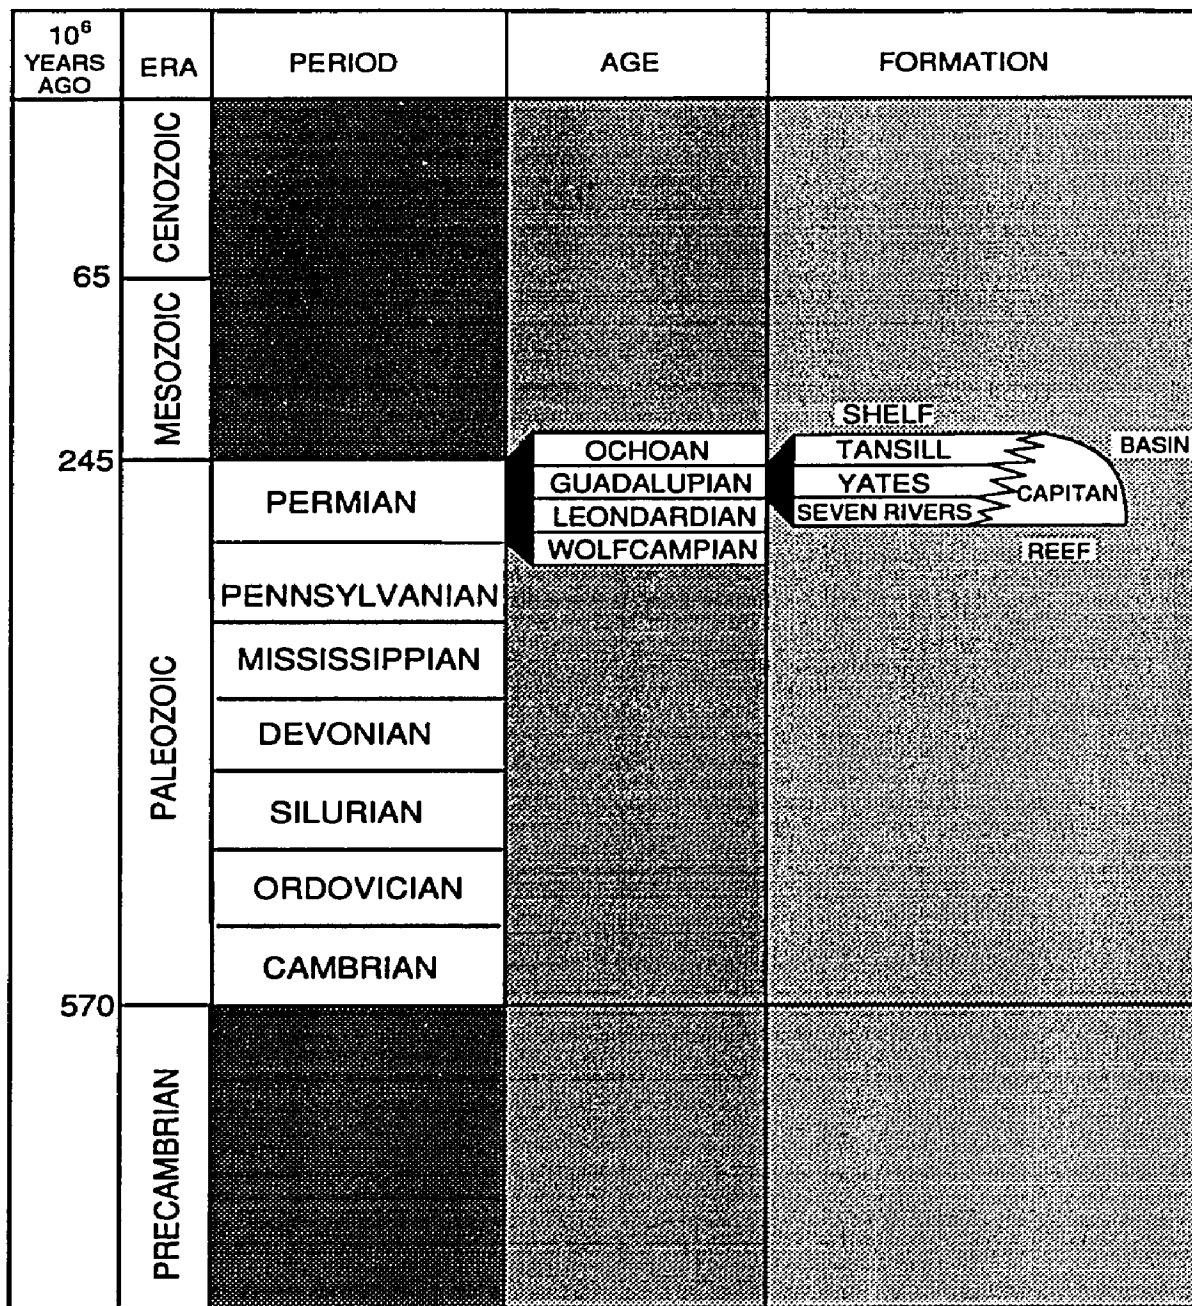 10⁶
YEARS
AGO
ERA
PERIOD
AGE
FORMATION
CENOZOIC
65
MESOZOIC
245
PALEOZOIC
570
PRECAMBRIAN
PERMIAN
PENNSYLVANIAN
MISSISSIPPIAN
DEVONIAN
SILURIAN
ORDOVICIAN
CAMBRIAN
OCHOAN
GUADALUPIAN
LEONDARDIAN
WOLFCAMPIAN
SHELF
TANSILL
YATES
SEVEN RIVERS
CAPITAN
BASIN
REEF